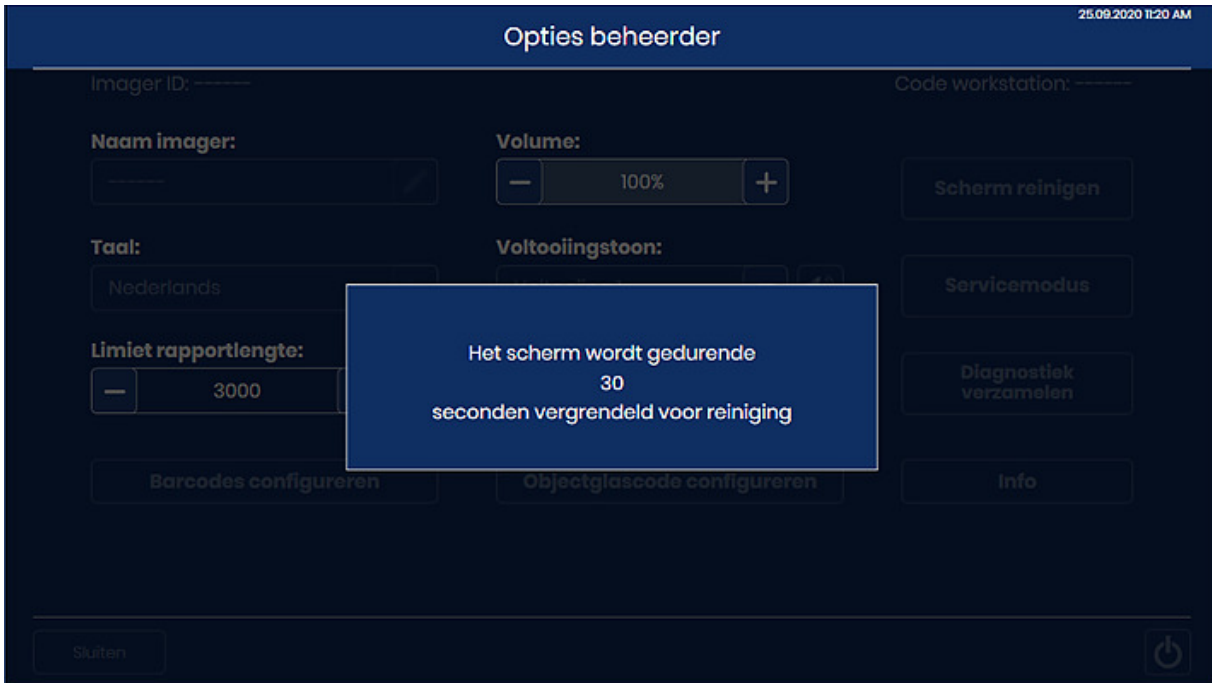 25.09.2020 11:20 AM
Opties beheerder
Imager ID: ------
Code workstation: ------
Naam imager:
------
Volume:
100%
Scherm reinigen
Taal:
Nederlands
Voltooiingstoon:
Servicemodus
Limiet rapportlengte:
3000
Het scherm wordt gedurende
30
seconden vergrendeld voor reiniging
Diagnostiek
verzamelen
Barcodes configureren
Objectglascode configureren
Info
Sluiten